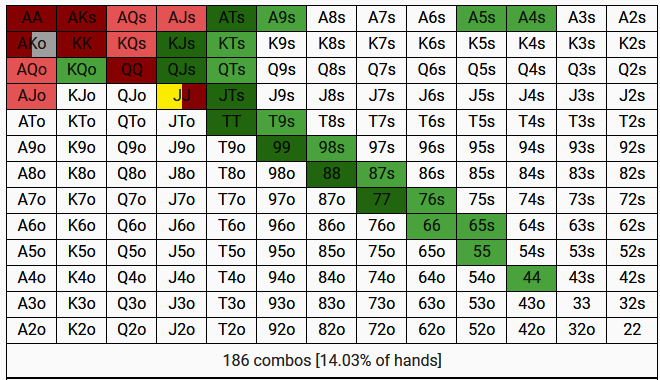 AA AKs AQs AJs ATs A9s A8s A7s A6s A5s A4s A3s A2s
AKo KK KQs KJs KTs K9s K8s K7s K6s K5s K4s K3s K2s
AQo KQo QQ QJs QTs Q9s Q8s Q7s Q6s Q5s Q4s Q3s Q2s
AJo KJo QJo JJ JTs J9s J8s J7s J6s J5s J4s J3s J2s
ATo KTo QTo JTo TT T9s T8s T7s T6s T5s T4s T3s T2s
A9o K9o Q9o J9o T9o 99 98s 97s 96s 95s 94s 93s 92s
A8o K8o Q8o J8o T8o 98o 88 87s 86s 85s 84s 83s 82s
A7o K7o Q7o J7o T7o 97o 87o 77 76s 75s 74s 73s 72s
A6o K6o Q6o J6o T6o 96o 86o 76o 66 65s 64s 63s 62s
A5o K5o Q5o J5o T5o 95o 85o 75o 65o 55 54s 53s 52s
A4o K4o Q4o J4o T4o 94o 84o 74o 64o 54o 44 43s 42s
A3o K3o Q3o J3o T3o 93o 83o 73o 63o 53o 43o 33 32s
A2o K2o Q2o J2o T2o 92o 82o 72o 62o 52o 42o 32o 22
186 combos [14.03% of hands]